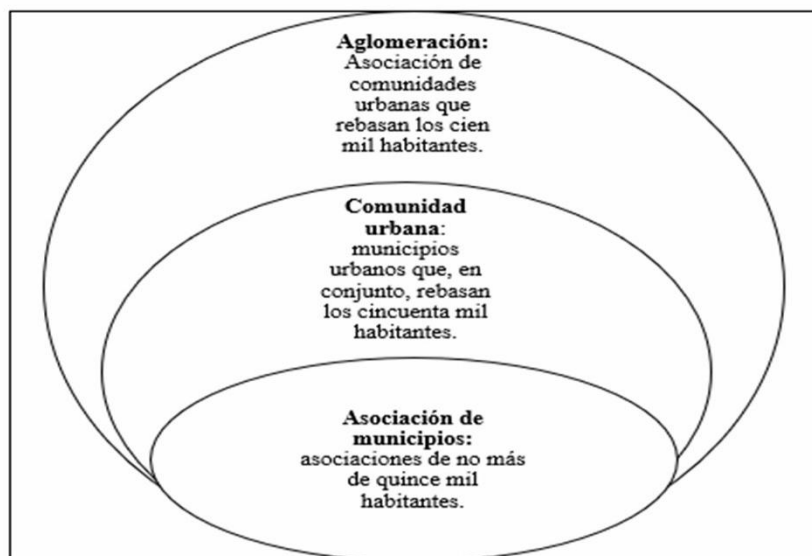 Aglomeración:
Asociación de
comunidades
urbanas que
rebasan los cien
mil habitantes.
Comunidad
urbana:
municipios
urbanos que, en
conjunto, rebasan
los cincuenta mil
habitantes.
Asociación de
municipios:
asociaciones de no más
de quince mil
habitantes.